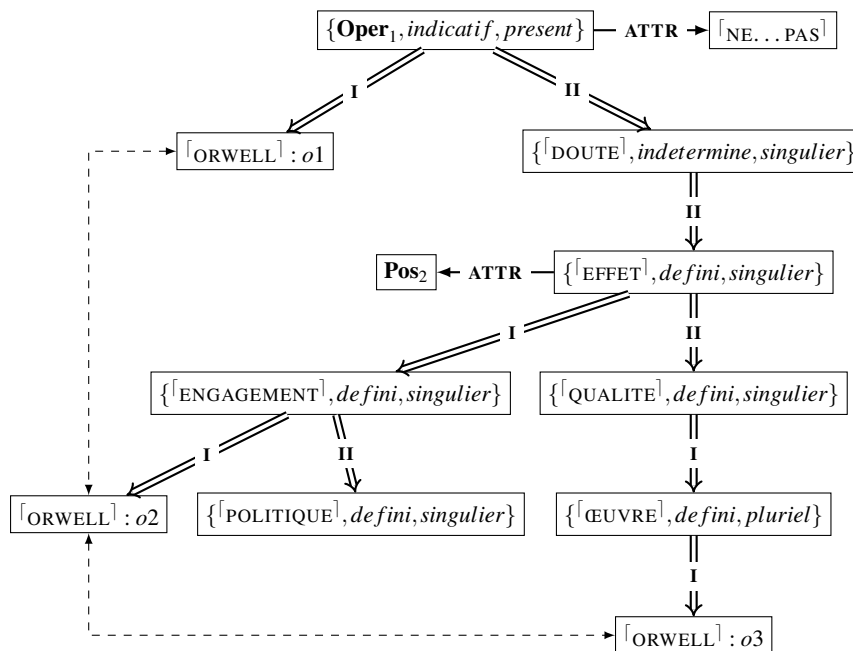 {Oper₁, indicatif, present} ATTR ⌈NE...PAS⌉
I II
⌈ORWELL⌉ : o1 {⌈DOUTE⌉, indetermine, singulier}
II
Pos₂ ATTR {⌈EFFET⌉, defini, singulier}
I II
{⌈ENGAGEMENT⌉, defini, singulier} {⌈QUALITE⌉, defini, singulier}
I II I
⌈ORWELL⌉ : o2 {⌈POLITIQUE⌉, defini, singulier} {⌈ŒUVRE⌉, defini, pluriel}
I
⌈ORWELL⌉ : o3